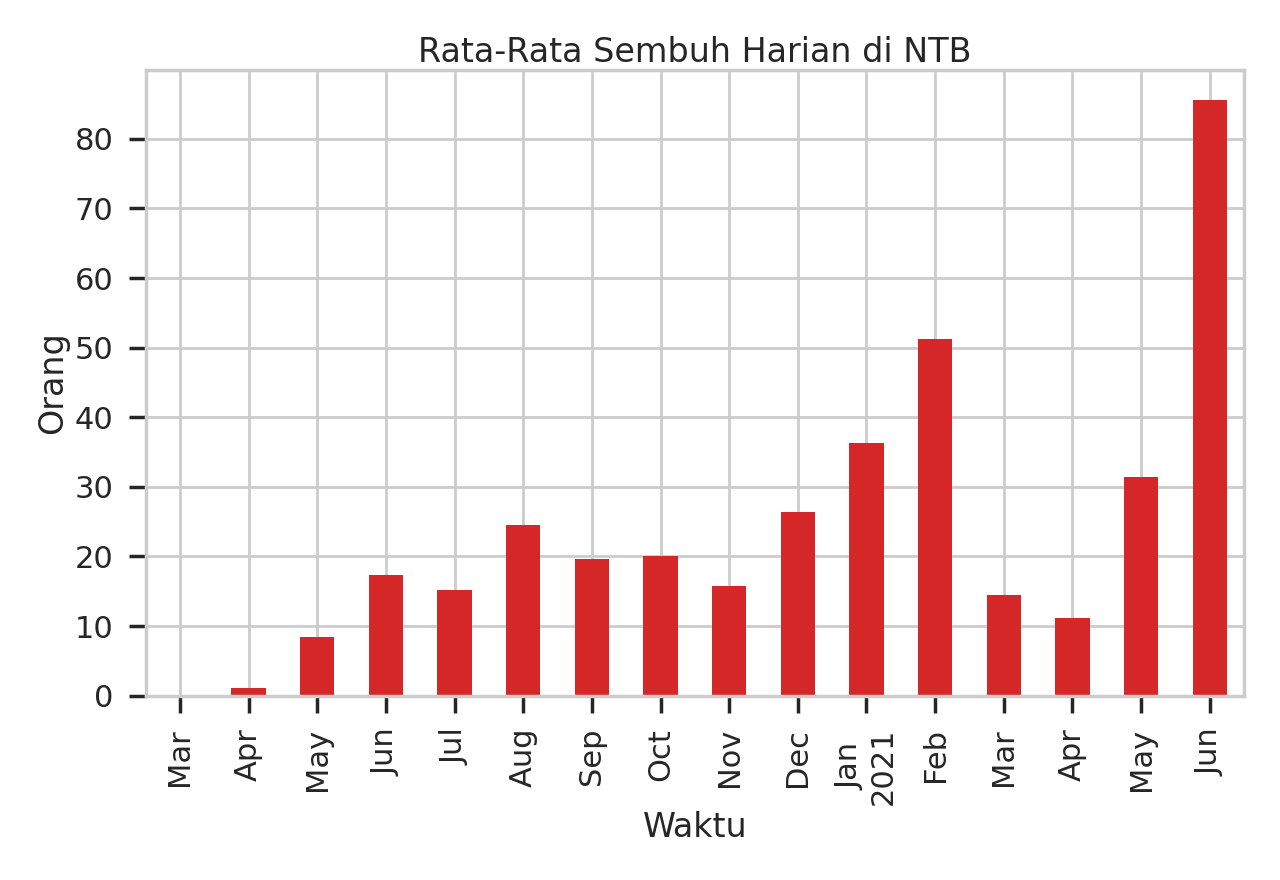 Rata-Rata Sembuh Harian di NTB
Orang
80
70
60
50
40
30
20
10
0
Mar
Apr
May
Jun
Jul
Aug
Sep
Oct
Nov
Dec
Jan
2021
Feb
Mar
Apr
May
Jun
Waktu